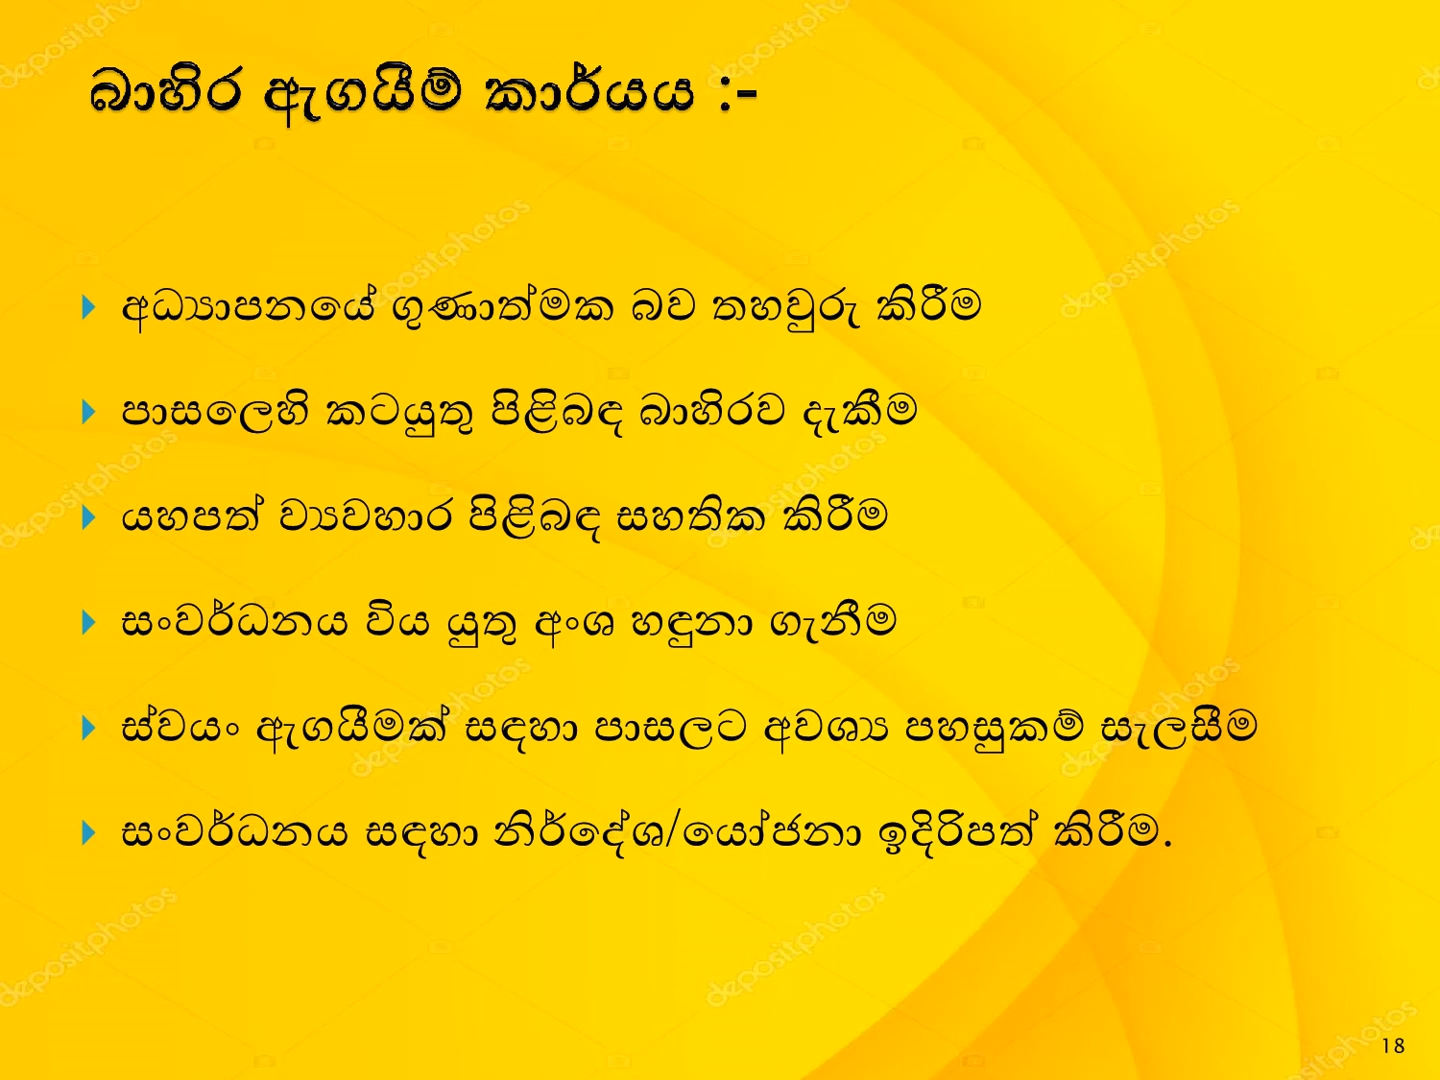 බාහිර ඇගයීම් කාර්යය :-
අධ්‍යාපනයේ ගුණාත්මක බව තහවුරු කිරීම
පාසලෙහි කටයුතු පිළිබඳ බාහිරව දැකීම
යහපත් ව්‍යවහාර පිළිබඳ සහතික කිරීම
සංවර්ධනය විය යුතු අංශ හඳුනා ගැනීම
ස්වයං ඇගයීමක් සඳහා පාසලට අවශ්‍ය පහසුකම් සැලසීම
සංවර්ධනය සඳහා නිර්දේශ/යෝජනා ඉදිරිපත් කිරීම.
18